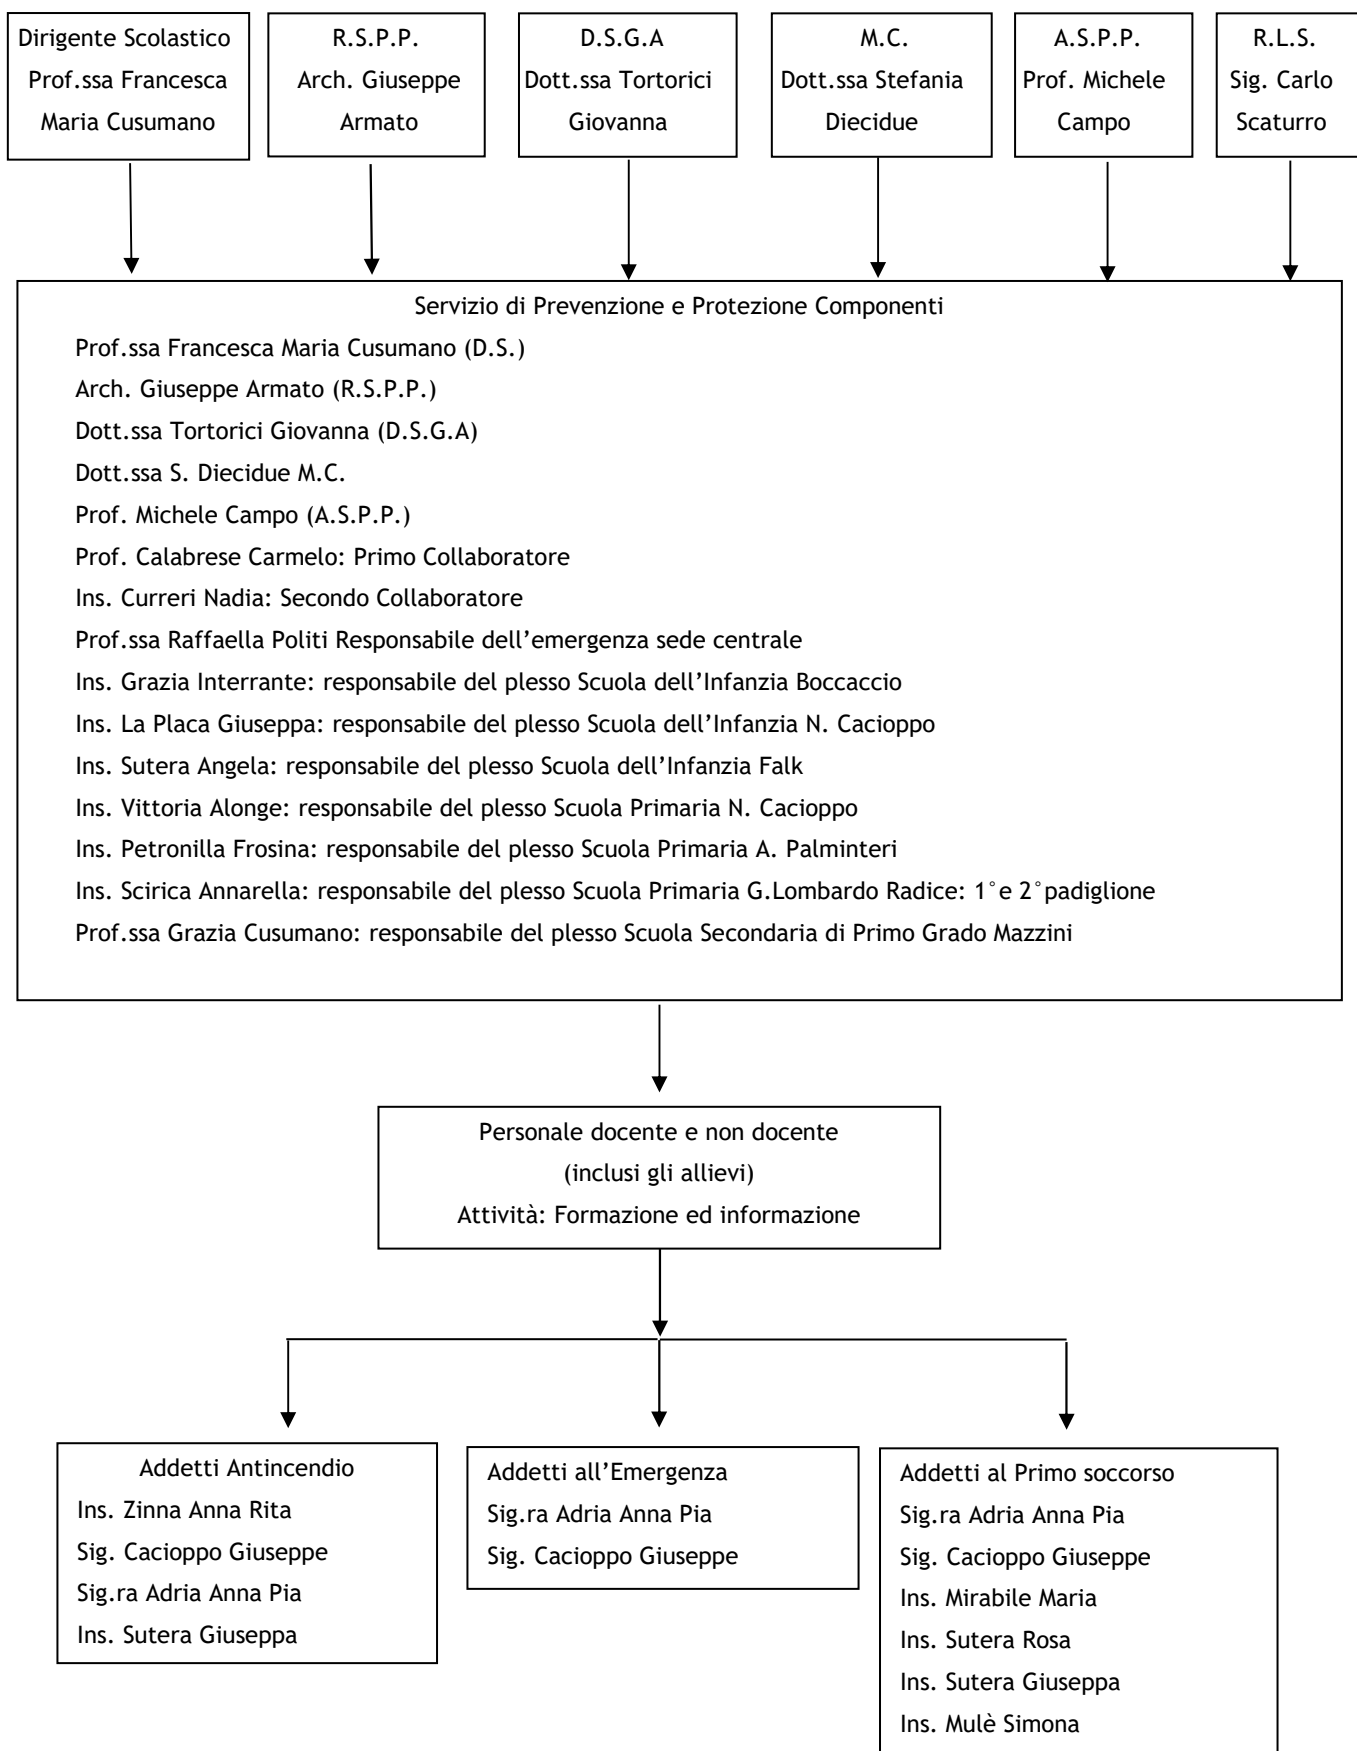 Dirigente Scolastico
Prof.ssa Francesca
Maria Cusumano
R.S.P.P.
Arch. Giuseppe
Armato
D.S.G.A
Dott.ssa Tortorici
Giovanna
M.C.
Dott.ssa Stefania
Diecidue
A.S.P.P.
Prof. Michele
Campo
R.L.S.
Sig. Carlo
Scaturro
Servizio di Prevenzione e Protezione Componenti
Prof.ssa Francesca Maria Cusumano (D.S.)
Arch. Giuseppe Armato (R.S.P.P.)
Dott.ssa Tortorici Giovanna (D.S.G.A)
Dott.ssa S. Diecidue M.C.
Prof. Michele Campo (A.S.P.P.)
Prof. Calabrese Carmelo: Primo Collaboratore
Ins. Curreri Nadia: Secondo Collaboratore
Prof.ssa Raffaella Politi Responsabile dell’emergenza sede centrale
Ins. Grazia Interrante: responsabile del plesso Scuola dell’Infanzia Boccaccio
Ins. La Placa Giuseppa: responsabile del plesso Scuola dell’Infanzia N. Cacioppo
Ins. Sutera Angela: responsabile del plesso Scuola dell’Infanzia Falk
Ins. Vittoria Alonge: responsabile del plesso Scuola Primaria N. Cacioppo
Ins. Petronilla Frosina: responsabile del plesso Scuola Primaria A. Palminteri
Ins. Scirica Annarella: responsabile del plesso Scuola Primaria G.Lombardo Radice: 1°e 2°padiglione
Prof.ssa Grazia Cusumano: responsabile del plesso Scuola Secondaria di Primo Grado Mazzini
Personale docente e non docente
(inclusi gli allievi)
Attività: Formazione ed informazione
Addetti Antincendio
Ins. Zinna Anna Rita
Sig. Cacioppo Giuseppe
Sig.ra Adria Anna Pia
Ins. Sutera Giuseppa
Addetti all’Emergenza
Sig.ra Adria Anna Pia
Sig. Cacioppo Giuseppe
Addetti al Primo soccorso
Sig.ra Adria Anna Pia
Sig. Cacioppo Giuseppe
Ins. Mirabile Maria
Ins. Sutera Rosa
Ins. Sutera Giuseppa
Ins. Mulè Simona